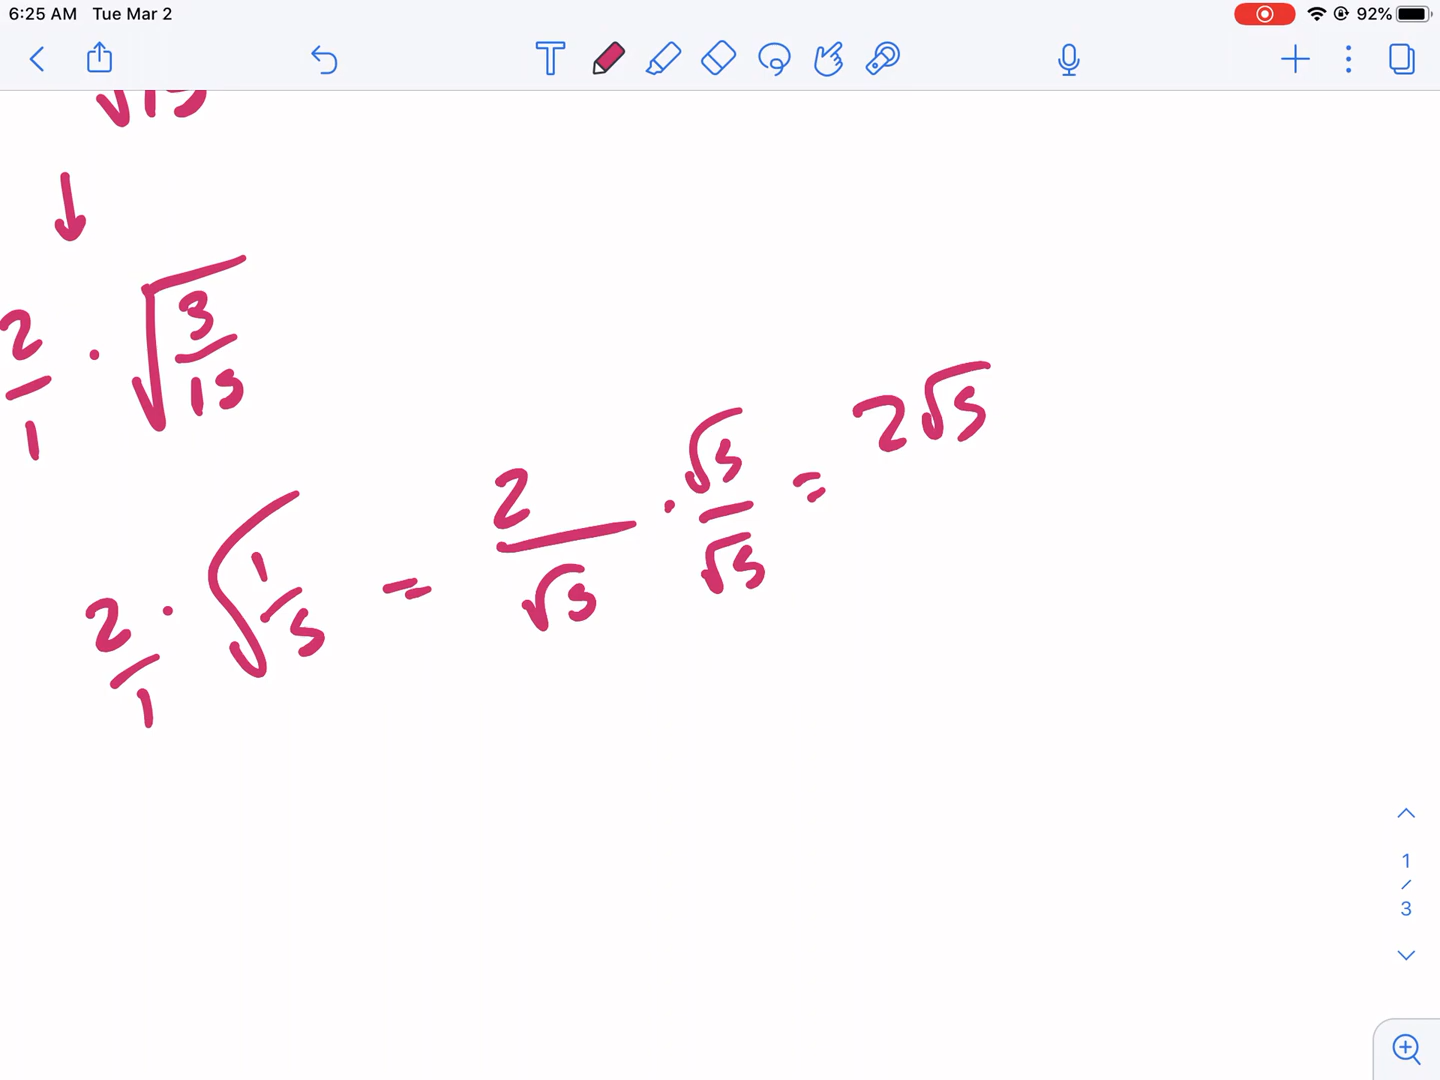 6:25 AM Tue Mar 2 92%
√15
2/1 · √(3/15)
2/1 · √(1/5) = 2/√5 · √5/√5 = 2√5
1 / 3